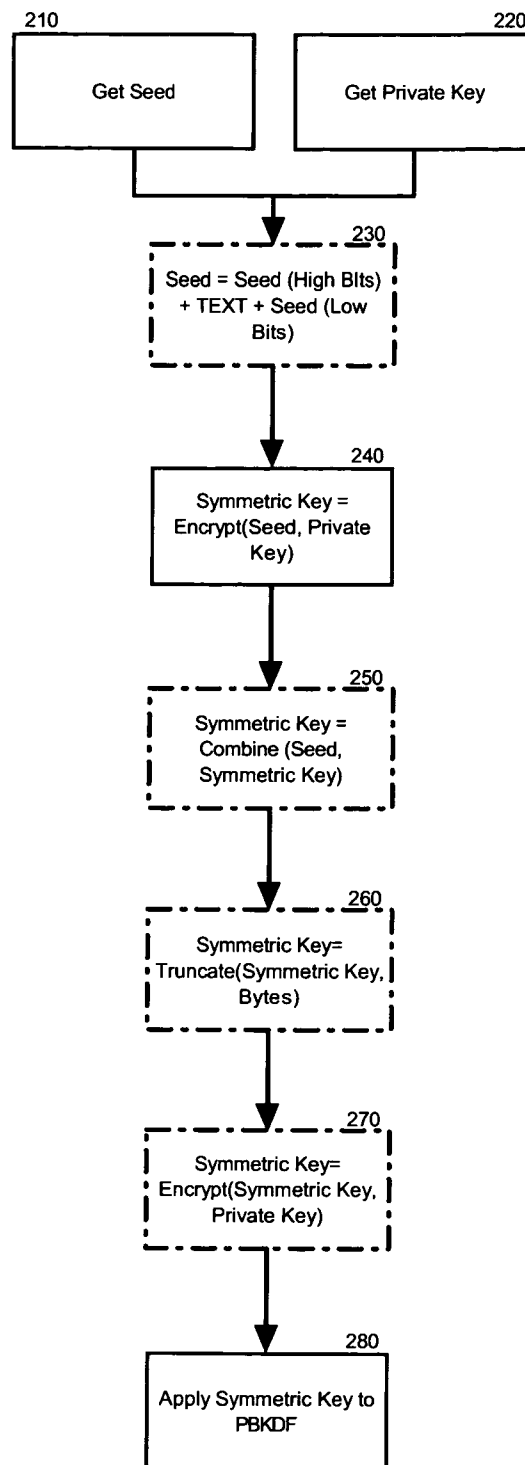 210
220
Get Seed
Get Private Key
230
Seed = Seed (High BIts)
+ TEXT + Seed (Low
Bits)
240
Symmetric Key =
Encrypt(Seed, Private
Key)
250
Symmetric Key =
Combine (Seed,
Symmetric Key)
260
Symmetric Key=
Truncate(Symmetric Key,
Bytes)
270
Symmetric Key=
Encrypt(Symmetric Key,
Private Key)
280
Apply Symmetric Key to
PBKDF